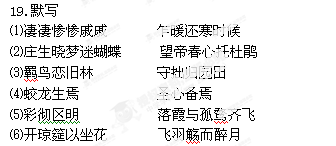 19.默写
(1)凄凄惨惨戚戚 乍暖还寒时候
(2)庄生晓梦迷蝴蝶 望帝春心托杜鹃
(3)羁鸟恋旧林 守拙归园田
(4)蛟龙生焉 圣心备焉
(5)彩彻区明 落霞与孤鹜齐飞
(6)开琼筵以坐花 飞羽觞而醉月